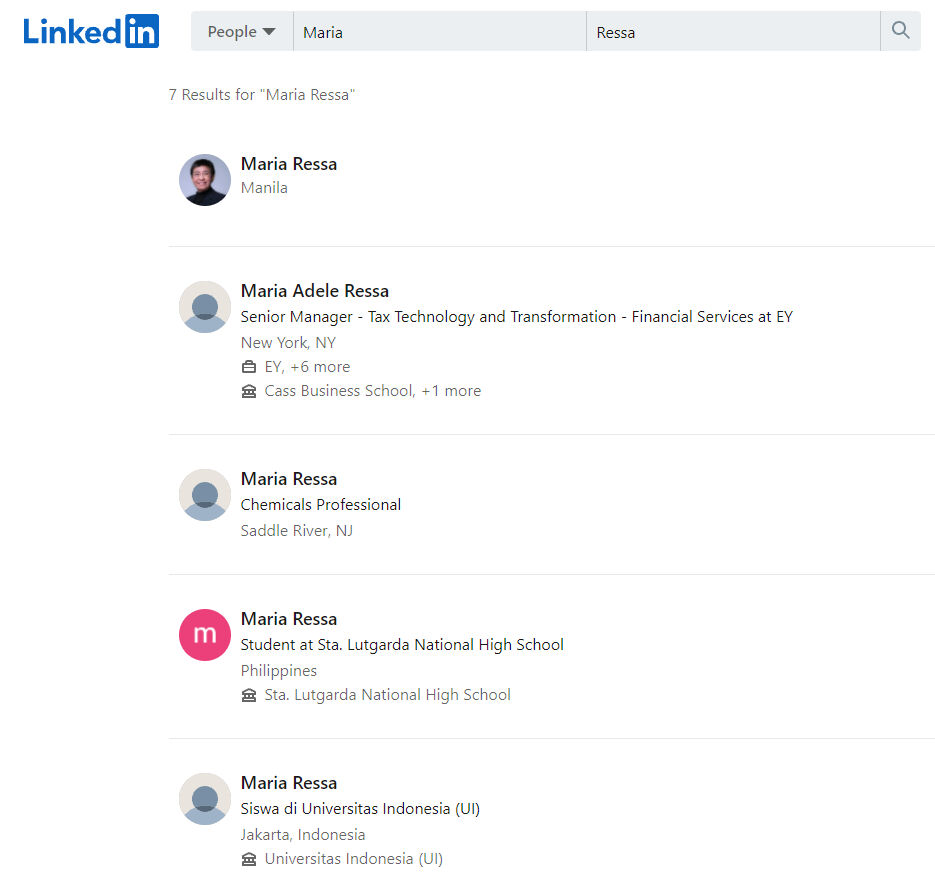 LinkedIn People Maria Ressa
7 Results for "Maria Ressa"
Maria Ressa
Manila
Maria Adele Ressa
Senior Manager - Tax Technology and Transformation - Financial Services at EY
New York, NY
EY, +6 more
Cass Business School, +1 more
Maria Ressa
Chemicals Professional
Saddle River, NJ
m
Maria Ressa
Student at Sta. Lutgarda National High School
Philippines
Sta. Lutgarda National High School
Maria Ressa
Siswa di Universitas Indonesia (UI)
Jakarta, Indonesia
Universitas Indonesia (UI)